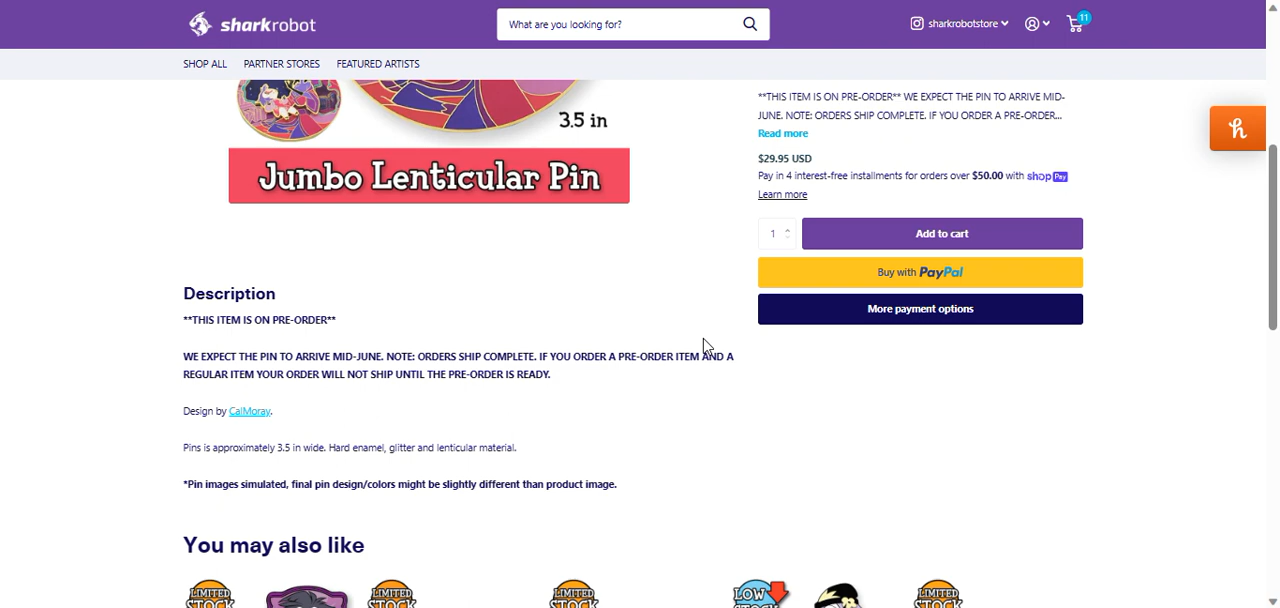 sharkrobot
What are you looking for?
sharkrobotstore
11
SHOP ALL
PARTNER STORES
FEATURED ARTISTS
3.5 in
Jumbo Lenticular Pin
**THIS ITEM IS ON PRE-ORDER** WE EXPECT THE PIN TO ARRIVE MID-
JUNE. NOTE: ORDERS SHIP COMPLETE. IF YOU ORDER A PRE-ORDER...
Read more
$29.95 USD
Pay in 4 interest-free installments for orders over $50.00 with shop Pay
Learn more
1
Add to cart
Buy with PayPal
More payment options
Description
**THIS ITEM IS ON PRE-ORDER**
WE EXPECT THE PIN TO ARRIVE MID-JUNE. NOTE: ORDERS SHIP COMPLETE. IF YOU ORDER A PRE-ORDER ITEM AND A
REGULAR ITEM YOUR ORDER WILL NOT SHIP UNTIL THE PRE-ORDER IS READY.
Design by CalMoray.
Pins is approximately 3.5 in wide. Hard enamel, glitter and lenticular material.
*Pin images simulated, final pin design/colors might be slightly different than product image.
You may also like
LIMITED STOCK
LIMITED STOCK
LIMITED STOCK
LOW STOCK
LIMITED STOCK